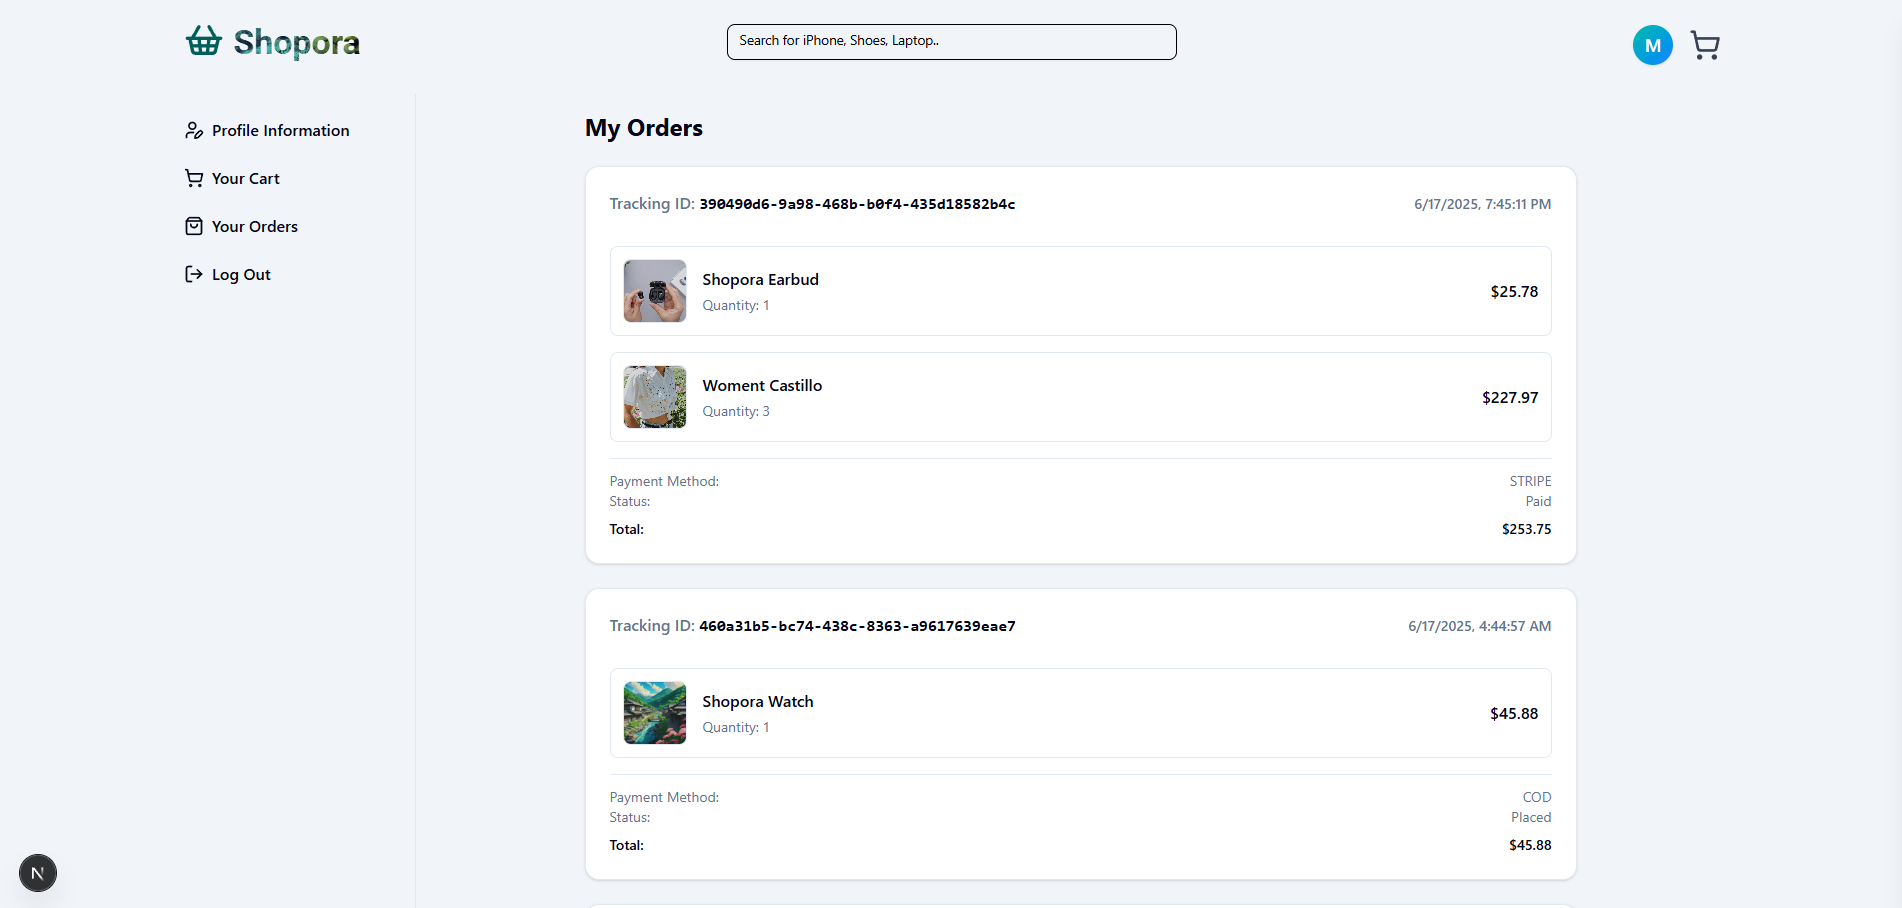 Shopora
Search for iPhone, Shoes, Laptop..
M
Profile Information
Your Cart
Your Orders
Log Out
My Orders
Tracking ID: 390490d6-9a98-468b-b0f4-435d18582b4c
6/17/2025, 7:45:11 PM
Shopora Earbud
Quantity: 1
$25.78
Woment Castillo
Quantity: 3
$227.97
Payment Method:
STRIPE
Status:
Paid
Total:
$253.75
Tracking ID: 460a31b5-bc74-438c-8363-a9617639eae7
6/17/2025, 4:44:57 AM
Shopora Watch
Quantity: 1
$45.88
Payment Method:
COD
Status:
Placed
Total:
$45.88
N